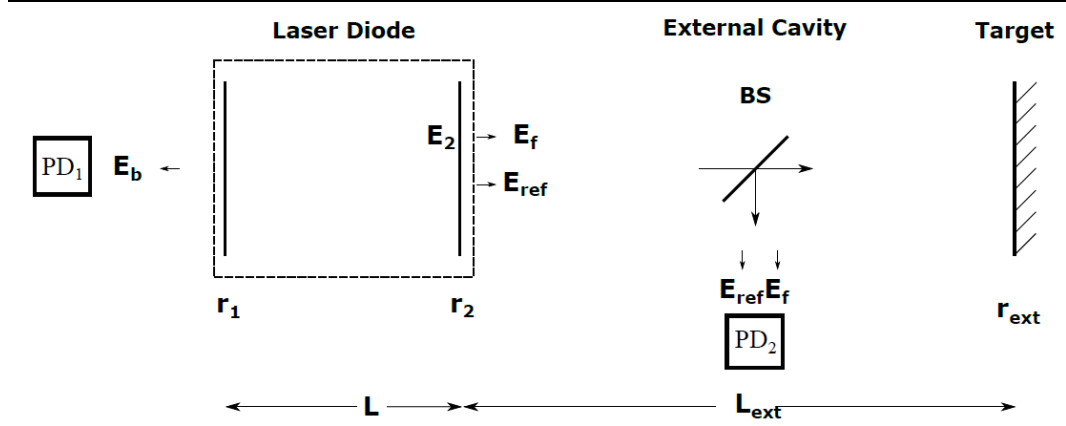 Laser Diode
External Cavity
Target
BS
E2
Ef
PD1
Eb
Eref
ErefEf
r1
r2
rext
PD2
L
Lext